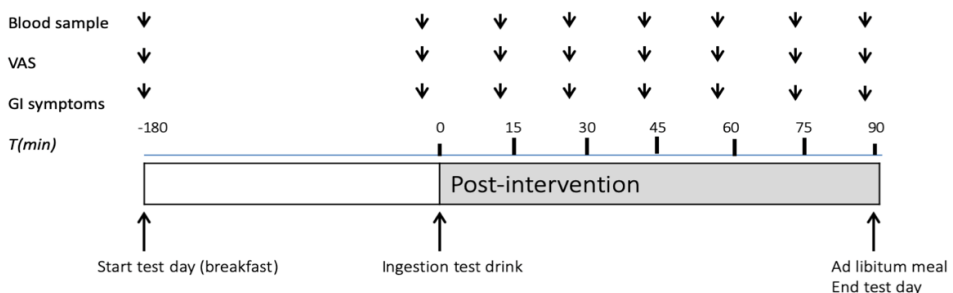 Blood sample
VAS
GI symptoms
T(min)
-180 0 15 30 45 60 75 90
Post-intervention
Start test day (breakfast) Ingestion test drink Ad libitum meal
End test day